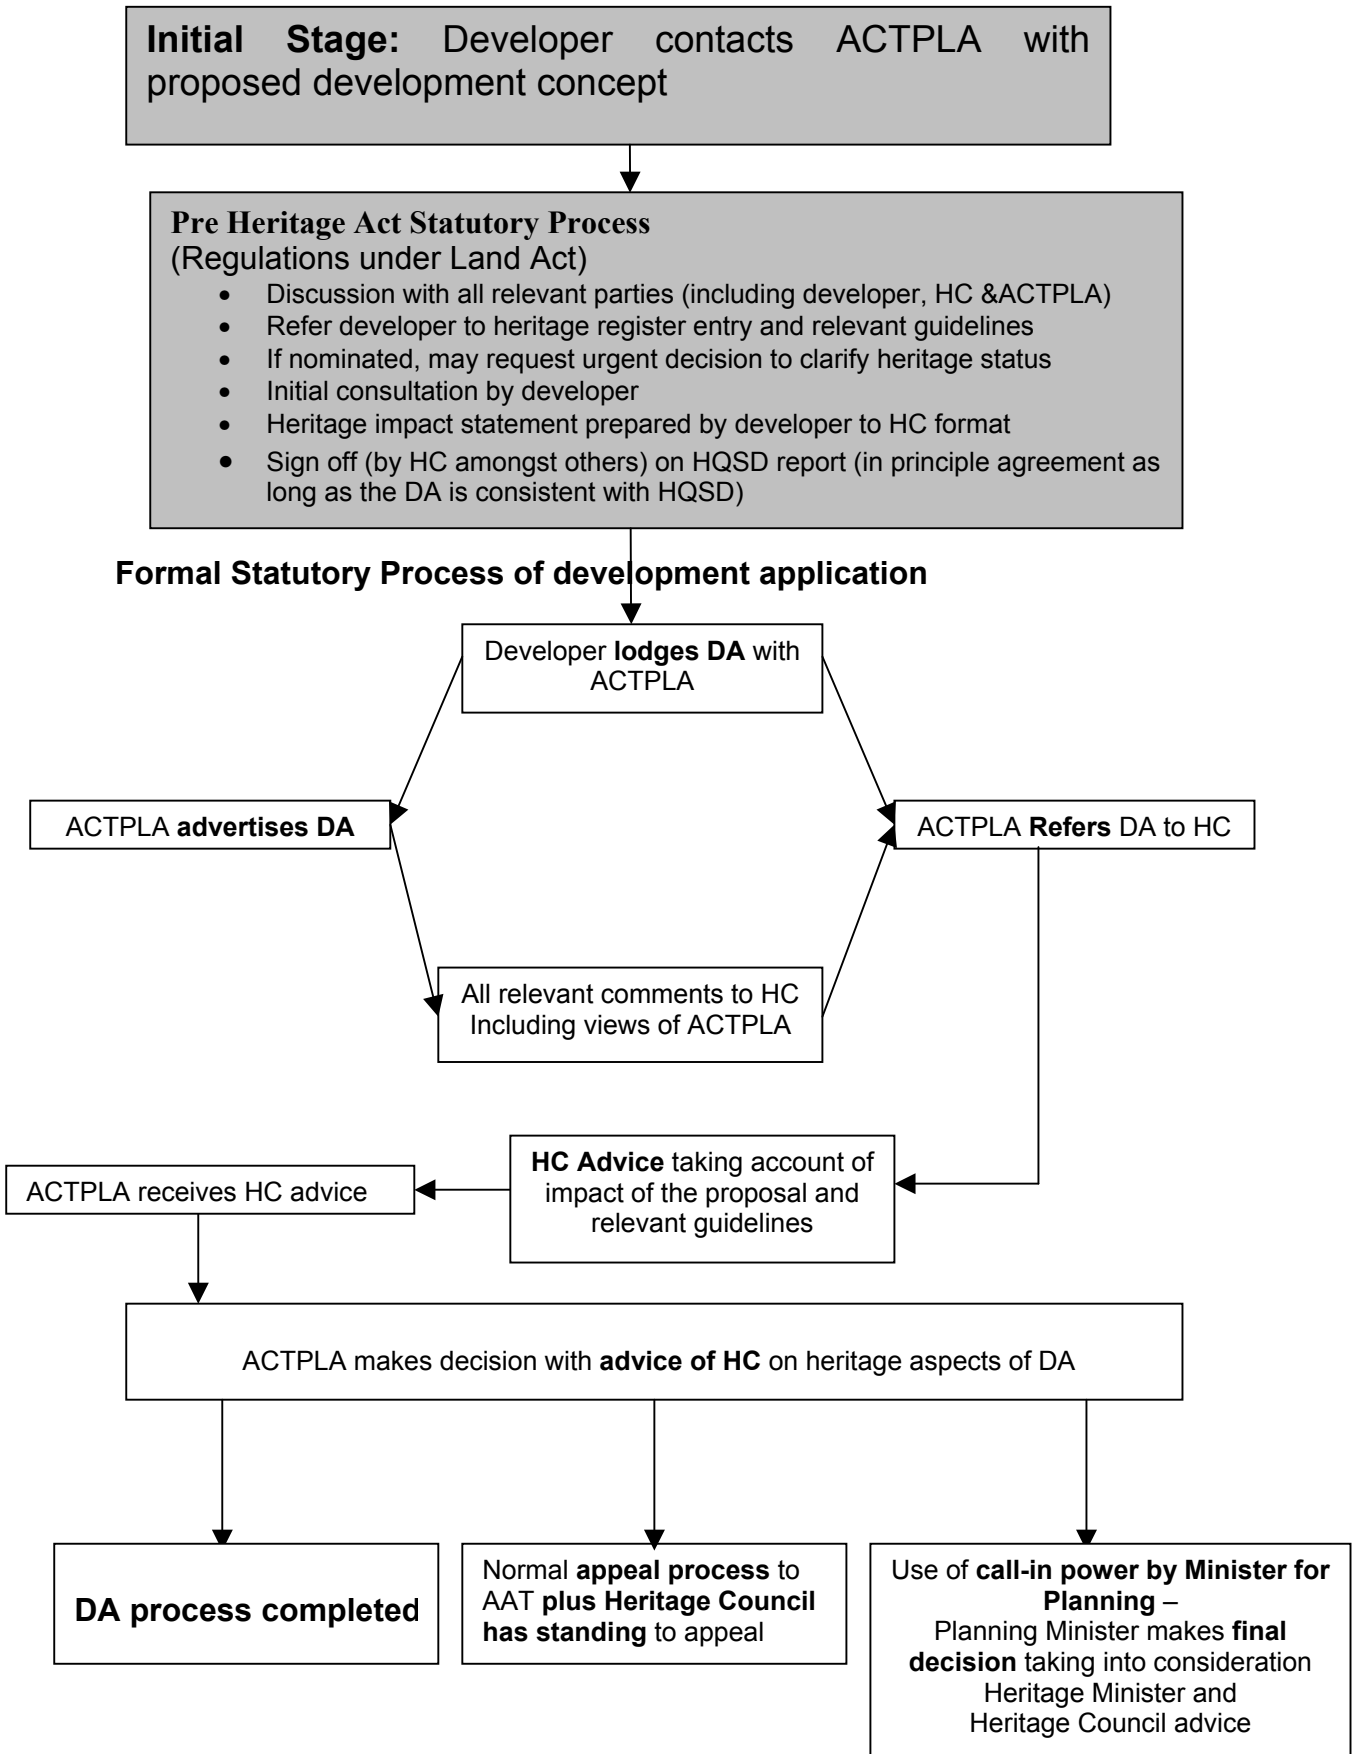 Initial Stage: Developer contacts ACTPLA with
proposed development concept
Pre Heritage Act Statutory Process
(Regulations under Land Act)
• Discussion with all relevant parties (including developer, HC &ACTPLA)
• Refer developer to heritage register entry and relevant guidelines
• If nominated, may request urgent decision to clarify heritage status
• Initial consultation by developer
• Heritage impact statement prepared by developer to HC format
• Sign off (by HC amongst others) on HQSD report (in principle agreement as
long as the DA is consistent with HQSD)
Formal Statutory Process of development application
Developer lodges DA with
ACTPLA
ACTPLA advertises DA
ACTPLA Refers DA to HC
All relevant comments to HC
Including views of ACTPLA
HC Advice taking account of
impact of the proposal and
relevant guidelines
ACTPLA receives HC advice
ACTPLA makes decision with advice of HC on heritage aspects of DA
DA process completed
Normal appeal process to
AAT plus Heritage Council
has standing to appeal
Use of call-in power by Minister for
Planning –
Planning Minister makes final
decision taking into consideration
Heritage Minister and
Heritage Council advice